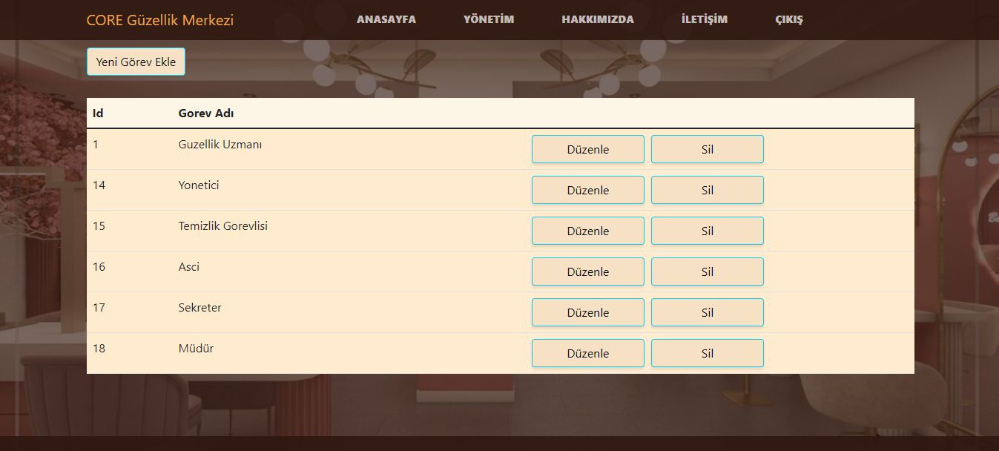 CORE Güzellik Merkezi ANASAYFA YÖNETİM HAKKIMIZDA İLETİŞİM ÇIKIŞ
Yeni Görev Ekle
Id Gorev Adı
1 Guzellik Uzmanı Düzenle Sil
14 Yonetici Düzenle Sil
15 Temizlik Gorevlisi Düzenle Sil
16 Asci Düzenle Sil
17 Sekreter Düzenle Sil
18 Müdür Düzenle Sil